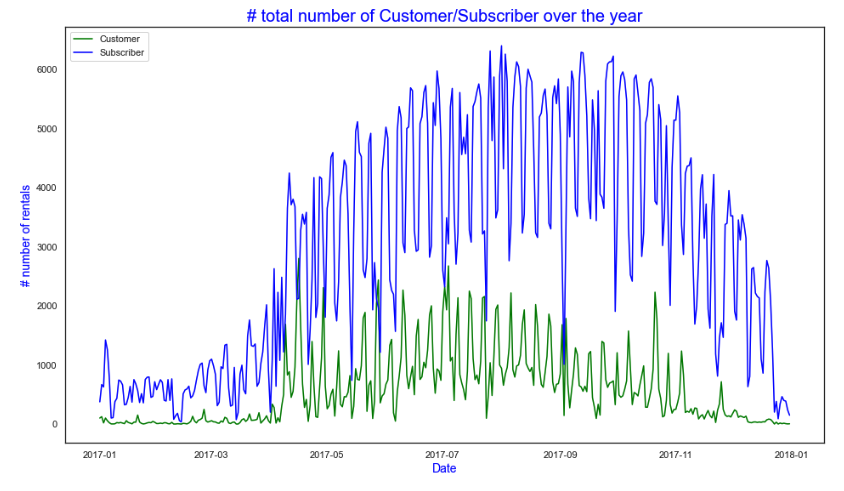 # total number of Customer/Subscriber over the year
Customer
Subscriber
# number of rentals
6000
5000
4000
3000
2000
1000
0
2017-01
2017-03
2017-05
2017-07
2017-09
2017-11
2018-01
Date